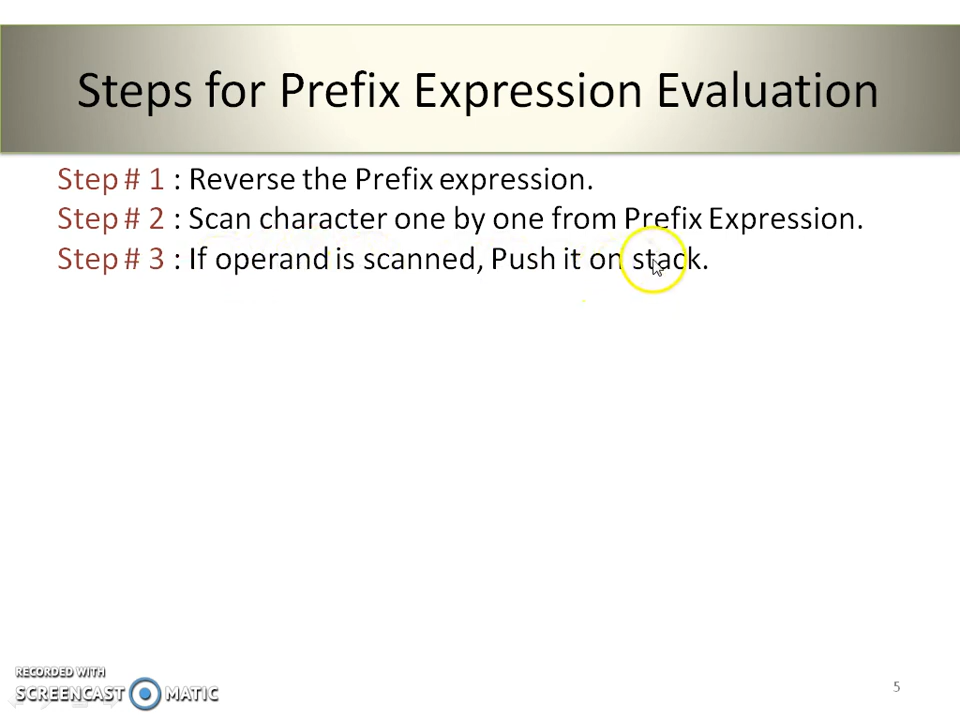 Steps for Prefix Expression Evaluation
Step # 1 : Reverse the Prefix expression.
Step # 2 : Scan character one by one from Prefix Expression.
Step # 3 : If operand is scanned, Push it on stack.
RECORDED WITH
SCREENCAST MATIC
5